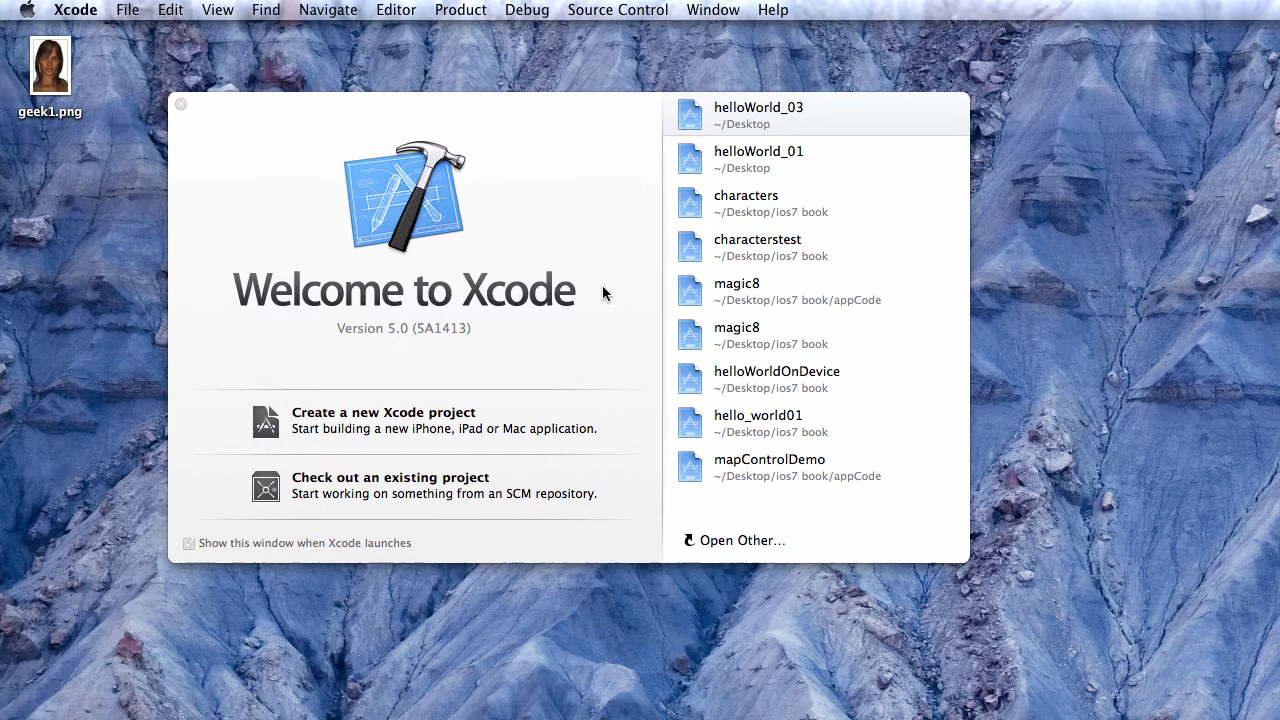 Xcode File Edit View Find Navigate Editor Product Debug Source Control Window Help
geek1.png
Welcome to Xcode
Version 5.0 (5A1413)
Create a new Xcode project
Start building a new iPhone, iPad or Mac application.
Check out an existing project
Start working on something from an SCM repository.
Show this window when Xcode launches
helloWorld_03
~/Desktop
helloWorld_01
~/Desktop
characters
~/Desktop/ios7 book
characterstest
~/Desktop/ios7 book
magic8
~/Desktop/ios7 book/appCode
magic8
~/Desktop/ios7 book
helloWorldOnDevice
~/Desktop/ios7 book
hello_world01
~/Desktop/ios7 book
mapControlDemo
~/Desktop/ios7 book/appCode
Open Other...